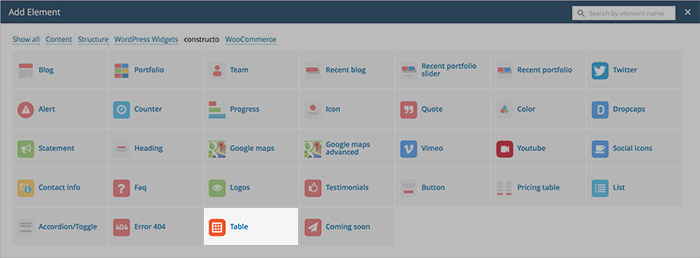 Add Element
Search by element name
Show all Content Structure WordPress Widgets constructo WooCommerce
Blog Portfolio Team Recent blog Recent portfolio slider Recent portfolio Twitter
Alert Counter Progress Icon Quote Color Dropcaps
Statement Heading Google maps Google maps advanced Vimeo Youtube Social icons
Contact info Faq Logos Testimonials Button Pricing table List
Accordion/Toggle 404 Error 404 Table Coming soon